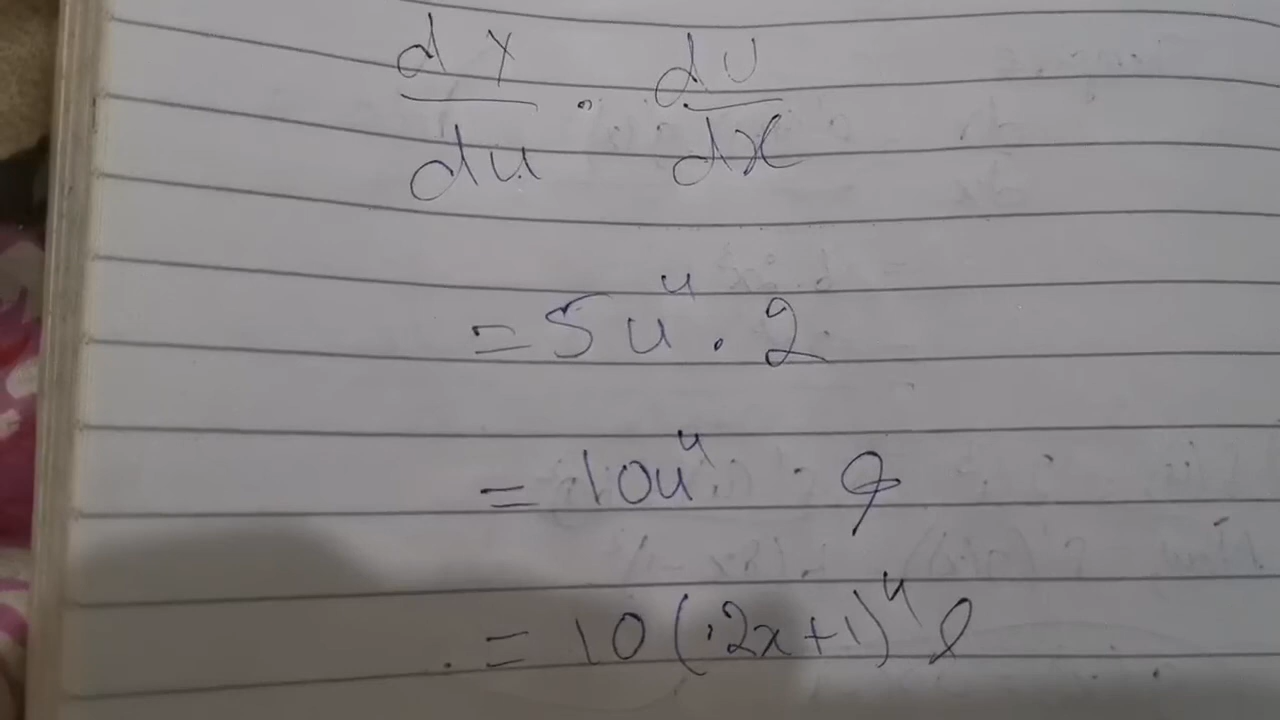 dy/du · du/dx
= 5u⁴ · 2
= 10u⁴
= 10(2x+1)⁴